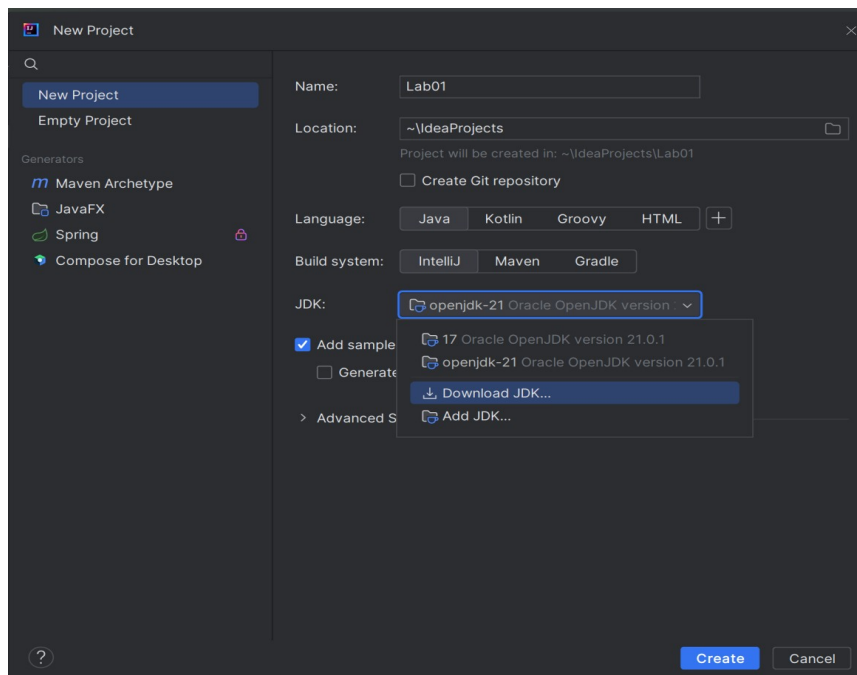 New Project
New Project
Empty Project
Generators
Maven Archetype
JavaFX
Spring
Compose for Desktop
Name: Lab01
Location: ~\IdeaProjects
Project will be created in: ~\IdeaProjects\Lab01
Create Git repository
Language: Java Kotlin Groovy HTML
Build system: IntelliJ Maven Gradle
JDK: openjdk-21 Oracle OpenJDK version
17 Oracle OpenJDK version 21.0.1
openjdk-21 Oracle OpenJDK version 21.0.1
Download JDK...
Add JDK...
Add sample
Generate
Advanced S
? Create Cancel